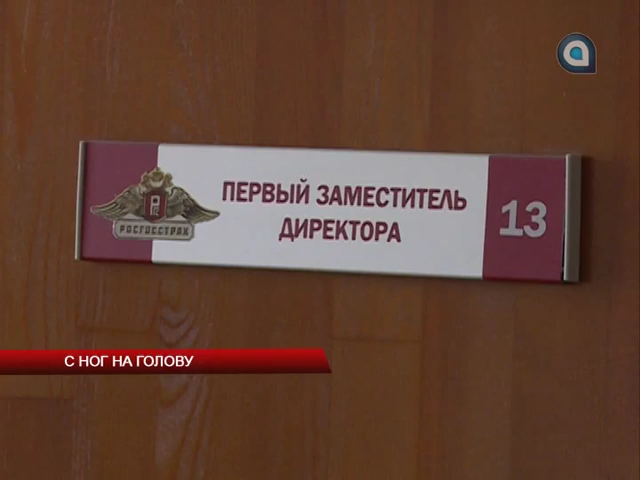 ПЕРВЫЙ ЗАМЕСТИТЕЛЬ
ДИРЕКТОРА
13
РОСГОССТРАХ
С НОГ НА ГОЛОВУ